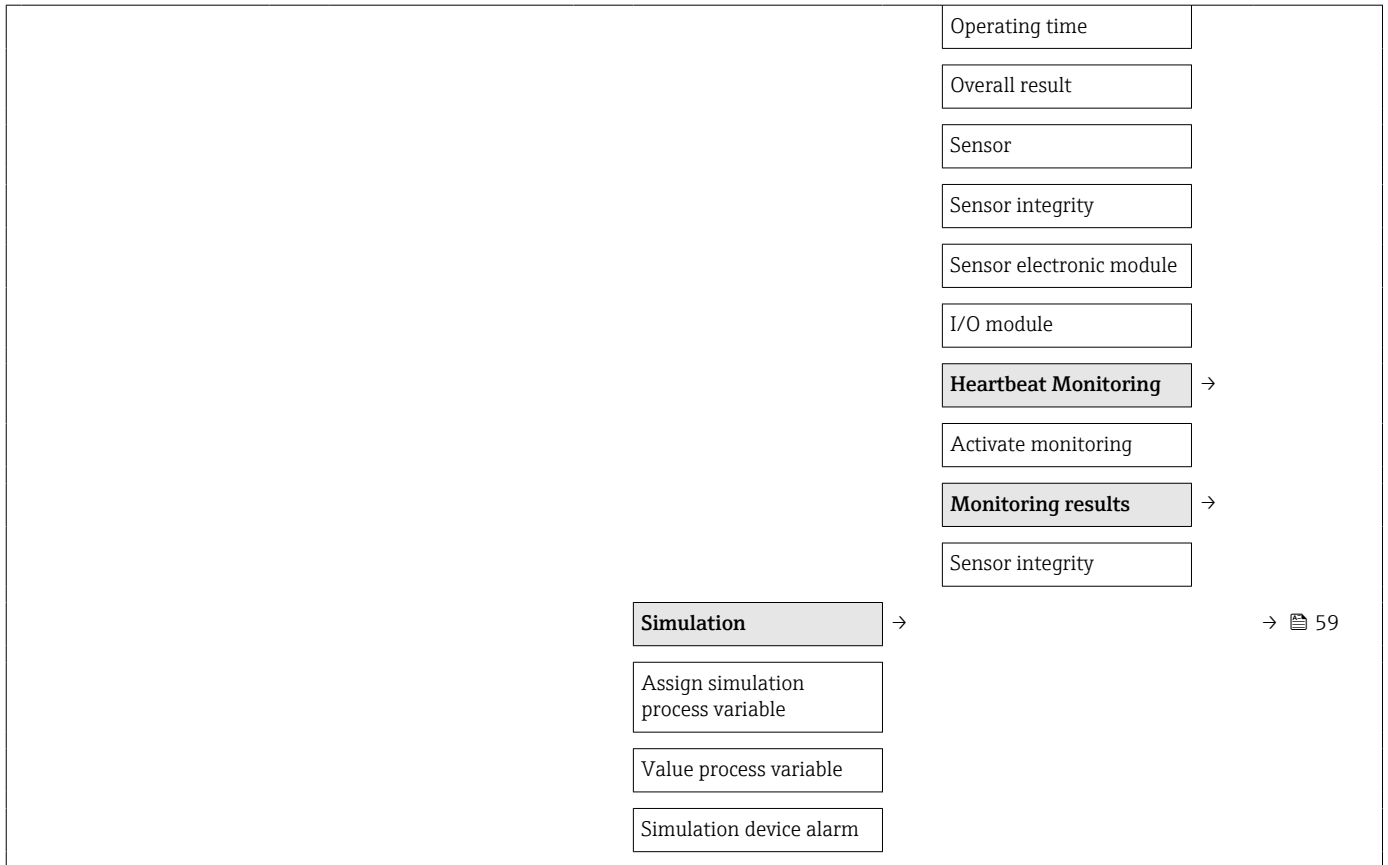 Operating time
Overall result
Sensor
Sensor integrity
Sensor electronic module
I/O module
Heartbeat Monitoring →
Activate monitoring
Monitoring results →
Sensor integrity
Simulation → → 59
Assign simulation
process variable
Value process variable
Simulation device alarm